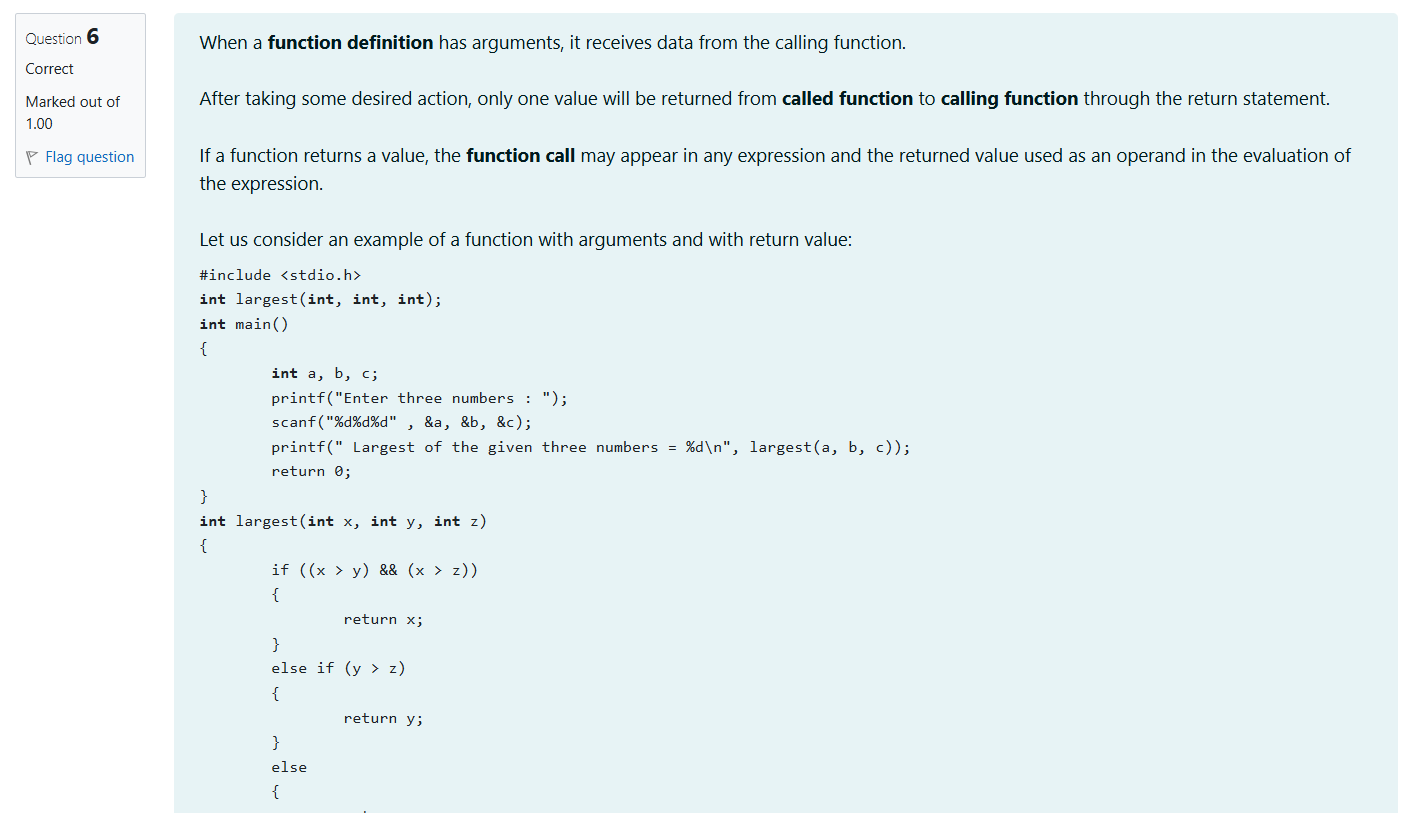 Question 6
Correct
Marked out of
1.00
Flag question
When a function definition has arguments, it receives data from the calling function.
After taking some desired action, only one value will be returned from called function to calling function through the return statement.
If a function returns a value, the function call may appear in any expression and the returned value used as an operand in the evaluation of
the expression.
Let us consider an example of a function with arguments and with return value:
#include <stdio.h>
int largest(int, int, int);
int main()
{
        int a, b, c;
        printf("Enter three numbers : ");
        scanf("%d%d%d" , &a, &b, &c);
        printf(" Largest of the given three numbers = %d\n", largest(a, b, c));
        return 0;
}
int largest(int x, int y, int z)
{
        if ((x > y) && (x > z))
        {
                return x;
        }
        else if (y > z)
        {
                return y;
        }
        else
        {